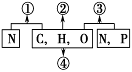 ① ② ③
N C, H, O N, P
④